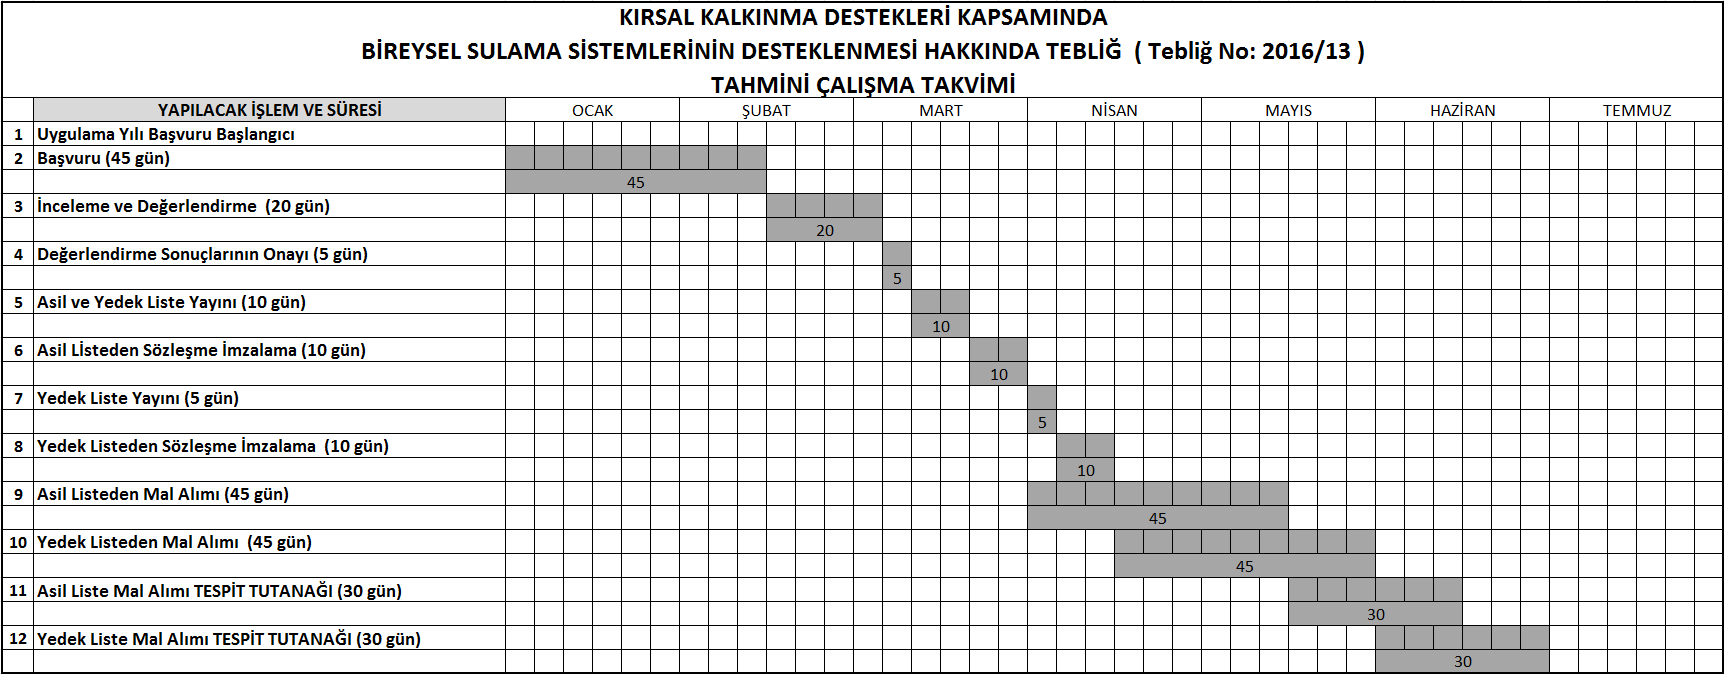 KIRSAL KALKINMA DESTEKLERİ KAPSAMINDA
BİREYSEL SULAMA SİSTEMLERİNİN DESTEKLENMESİ HAKKINDA TEBLİĞ ( Tebliğ No: 2016/13 )
TAHMİNİ ÇALIŞMA TAKVİMİ
YAPILACAK İŞLEM VE SÜRESİ OCAK ŞUBAT MART NİSAN MAYIS HAZİRAN TEMMUZ
1 Uygulama Yılı Başvuru Başlangıcı
2 Başvuru (45 gün)
45
3 İnceleme ve Değerlendirme (20 gün)
20
4 Değerlendirme Sonuçlarının Onayı (5 gün)
5
5 Asil ve Yedek Liste Yayını (10 gün)
10
6 Asil Lİsteden Sözleşme İmzalama (10 gün)
10
7 Yedek Liste Yayını (5 gün)
5
8 Yedek Listeden Sözleşme İmzalama (10 gün)
10
9 Asil Listeden Mal Alımı (45 gün)
45
10 Yedek Listeden Mal Alımı (45 gün)
45
11 Asil Liste Mal Alımı TESPİT TUTANAĞI (30 gün)
30
12 Yedek Liste Mal Alımı TESPİT TUTANAĞI (30 gün)
30